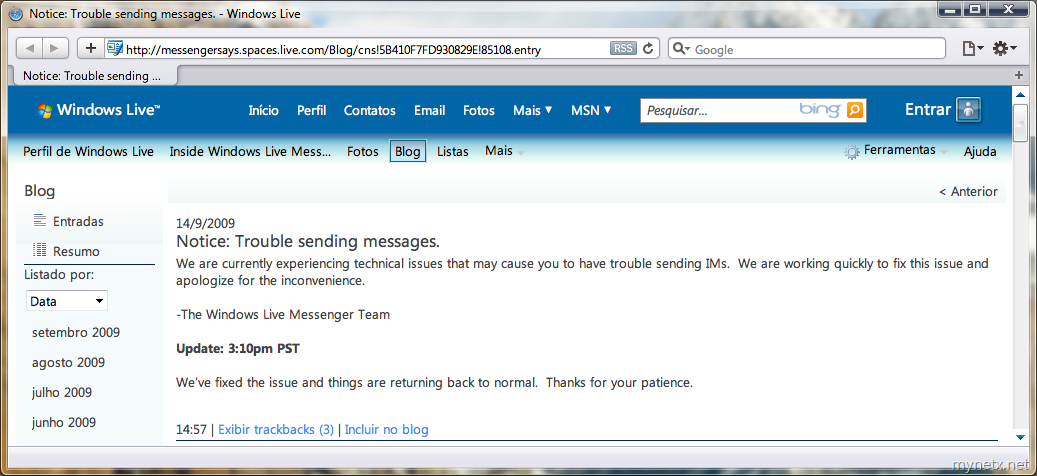 Notice: Trouble sending messages. - Windows Live
http://messengersays.spaces.live.com/Blog/cns!5B410F7FD930829E!85108.entry RSS Google
Notice: Trouble sending ...
Windows Live™ Início Perfil Contatos Email Fotos Mais MSN Pesquisar... bing Entrar
Perfil de Windows Live Inside Windows Live Mess... Fotos Blog Listas Mais Ferramentas Ajuda
Blog
< Anterior
Entradas
Resumo
Listado por:
Data
setembro 2009
agosto 2009
julho 2009
junho 2009
14/9/2009
Notice: Trouble sending messages.
We are currently experiencing technical issues that may cause you to have trouble sending IMs.  We are working quickly to fix this issue and
apologize for the inconvenience.
-The Windows Live Messenger Team
Update: 3:10pm PST
We've fixed the issue and things are returning back to normal.  Thanks for your patience.
14:57 | Exibir trackbacks (3) | Incluir no blog
mynetx.net